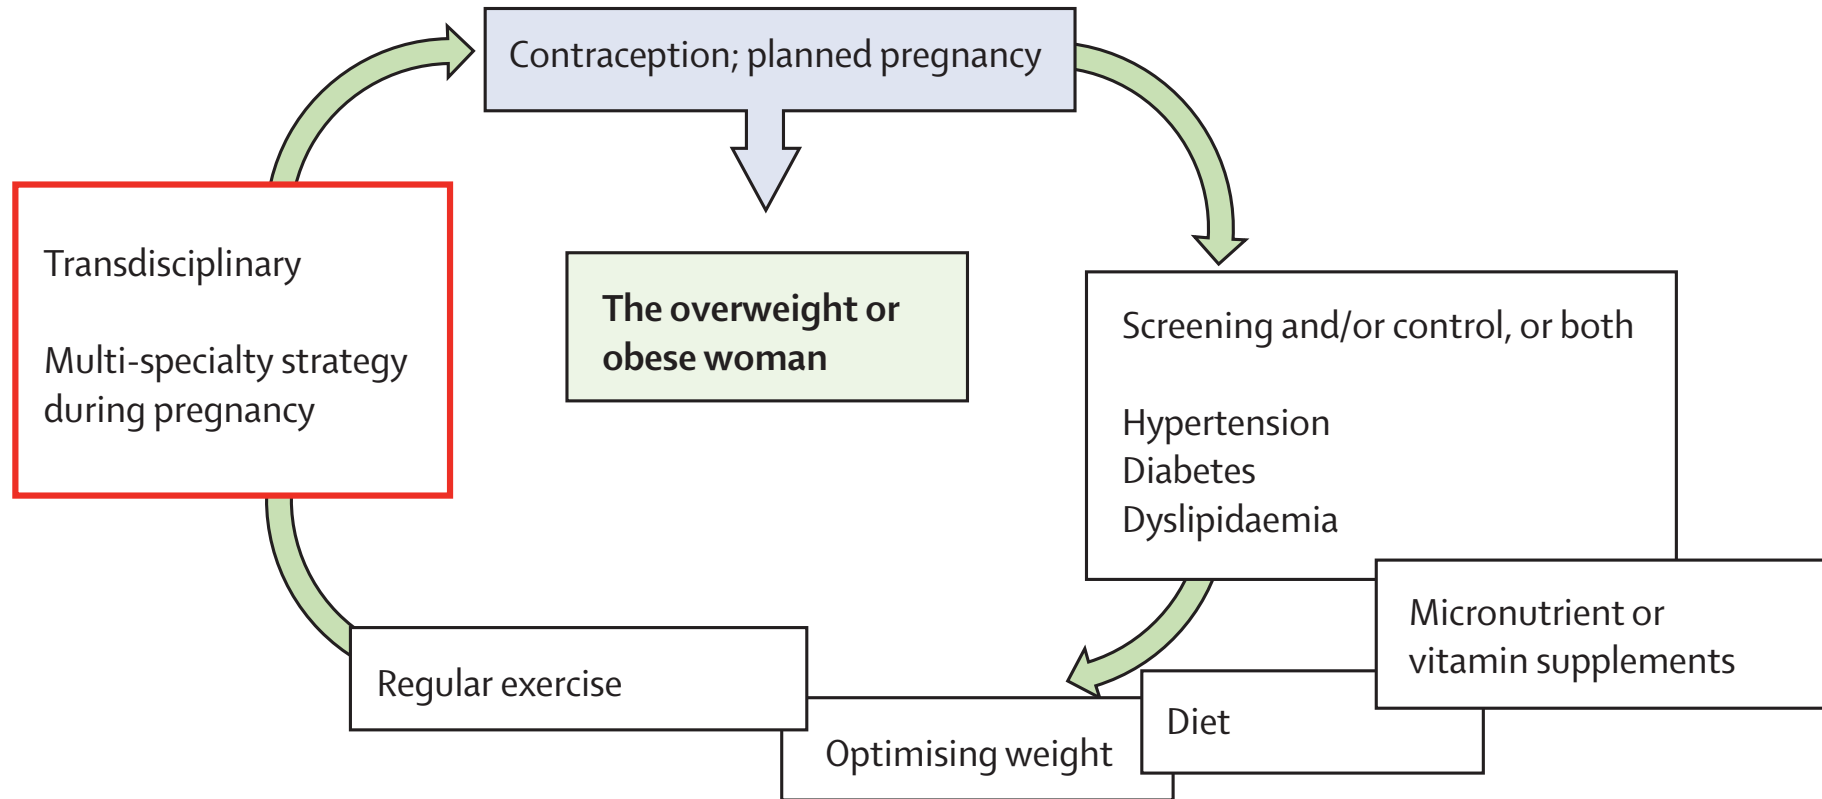 Contraception; planned pregnancy
Transdisciplinary
Multi-specialty strategy
during pregnancy
The overweight or
obese woman
Screening and/or control, or both
Hypertension
Diabetes
Dyslipidaemia
Micronutrient or
vitamin supplements
Diet
Optimising weight
Regular exercise